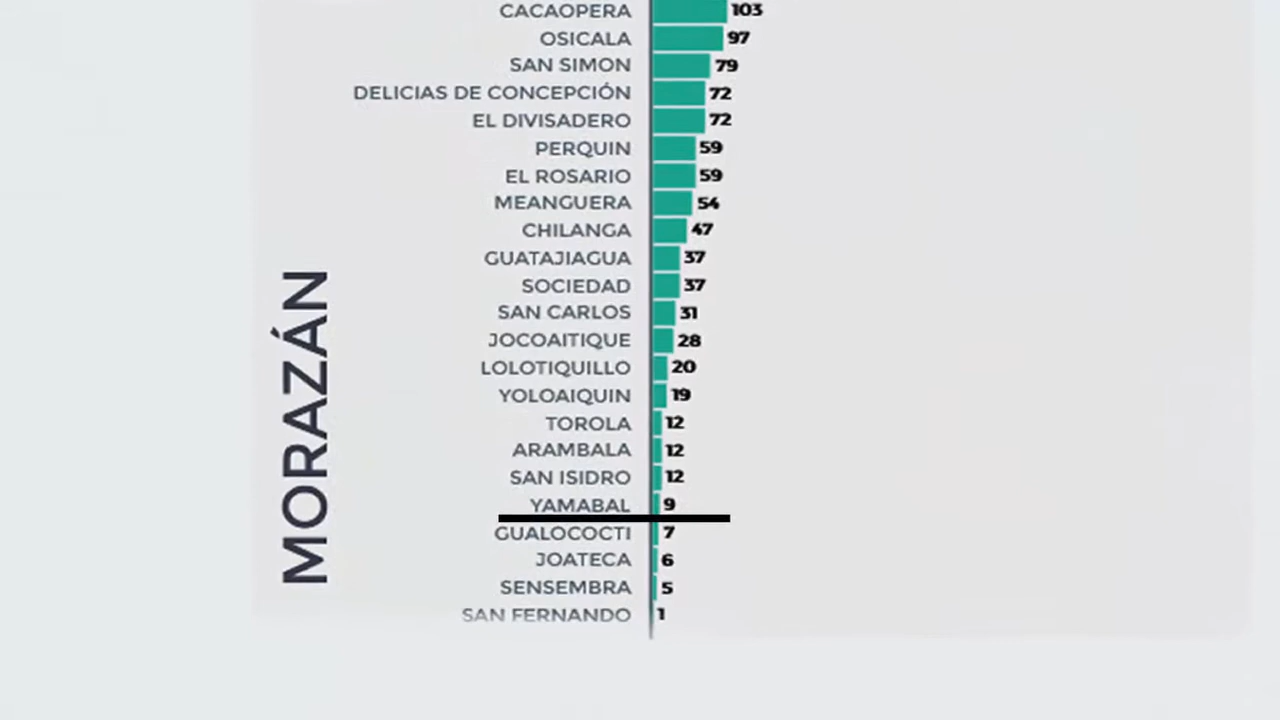 CACAOPERA 103
OSICALA 97
SAN SIMON 79
DELICIAS DE CONCEPCIÓN 72
EL DIVISADERO 72
PERQUIN 59
EL ROSARIO 59
MEANGUERA 54
CHILANGA 47
GUATAJIAGUA 37
SOCIEDAD 37
SAN CARLOS 31
JOCOAITIQUE 28
LOLOTIQUILLO 20
YOLOAIQUIN 19
TOROLA 12
ARAMBALA 12
SAN ISIDRO 12
YAMABAL 9
GUALOCOCTI 7
JOATECA 6
SENSEMBRA 5
SAN FERNANDO 1
MORAZÁN